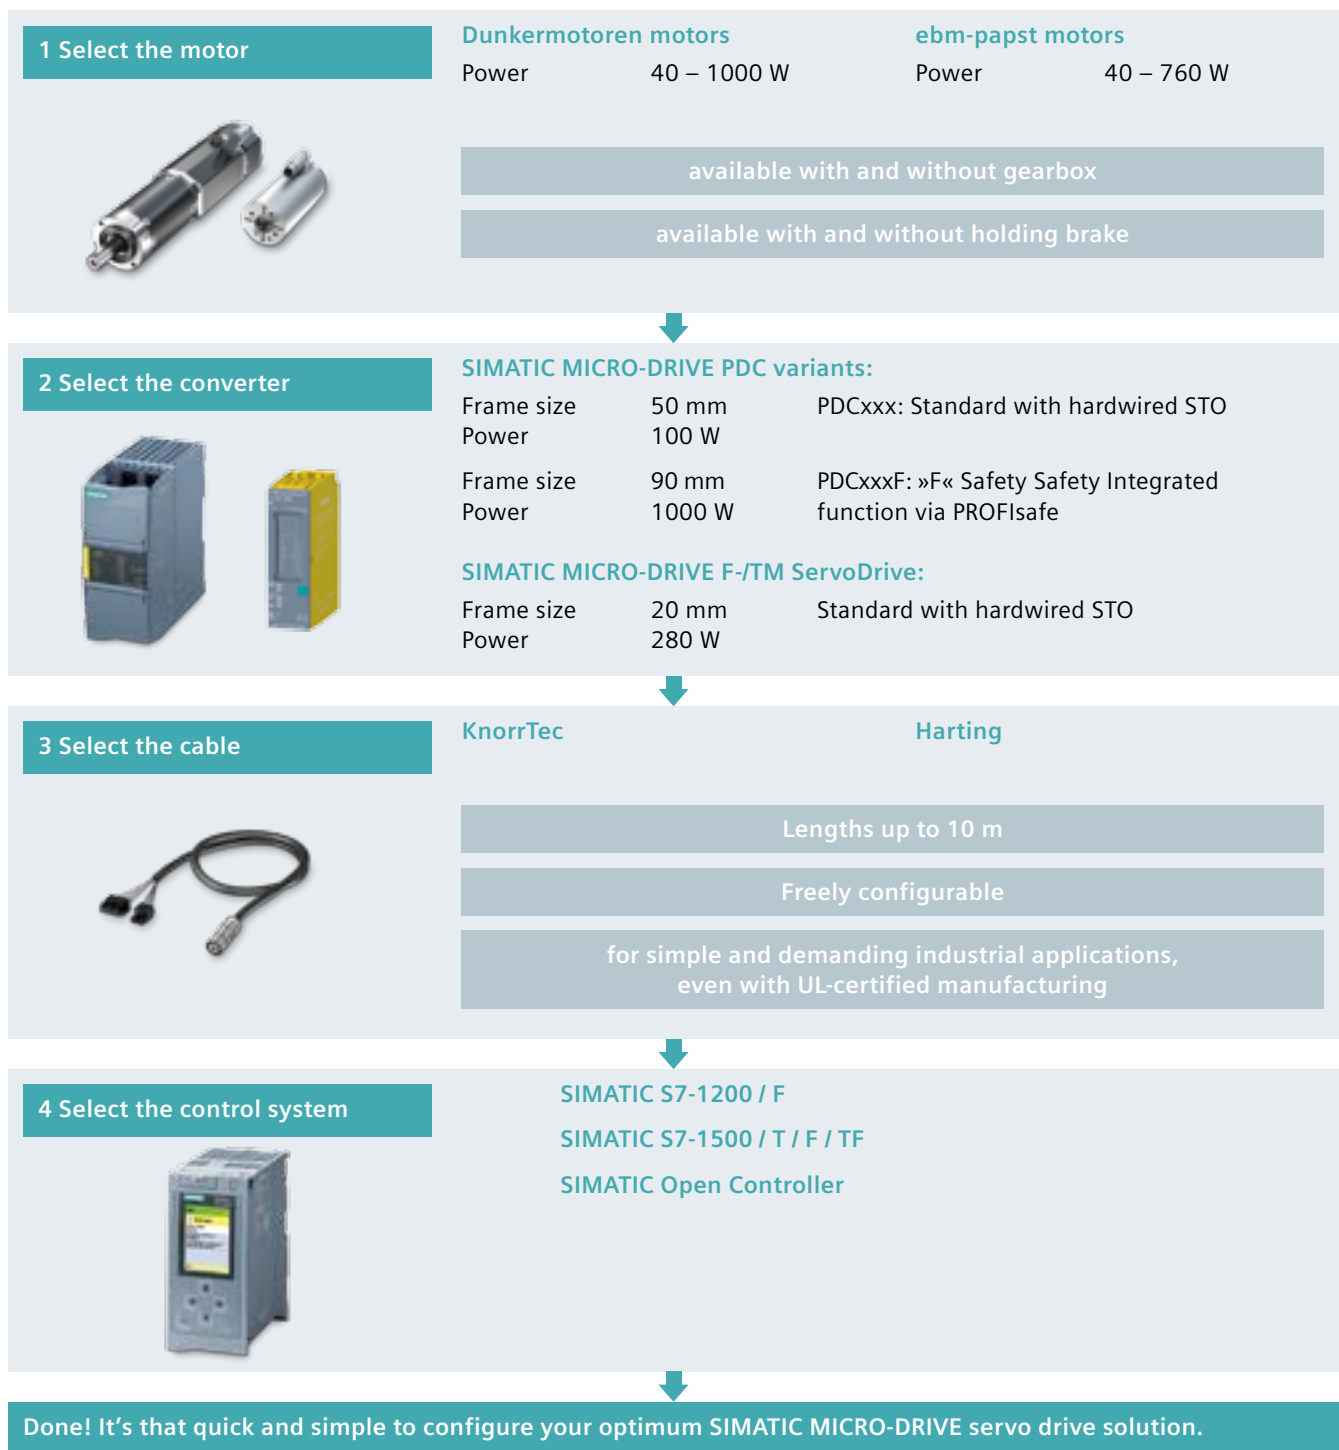 1 Select the motor
Dunkermotoren motors
Power 40 – 1000 W
ebm-papst motors
Power 40 – 760 W
available with and without gearbox
available with and without holding brake
2 Select the converter
SIMATIC MICRO-DRIVE PDC variants:
Frame size 50 mm PDCxxx: Standard with hardwired STO
Power 100 W
Frame size 90 mm PDCxxxF: »F« Safety Safety Integrated
Power 1000 W function via PROFIsafe
SIMATIC MICRO-DRIVE F-/TM ServoDrive:
Frame size 20 mm Standard with hardwired STO
Power 280 W
3 Select the cable
KnorrTec Harting
Lengths up to 10 m
Freely configurable
for simple and demanding industrial applications,
even with UL-certified manufacturing
4 Select the control system
SIMATIC S7-1200 / F
SIMATIC S7-1500 / T / F / TF
SIMATIC Open Controller
Done! It’s that quick and simple to configure your optimum SIMATIC MICRO-DRIVE servo drive solution.